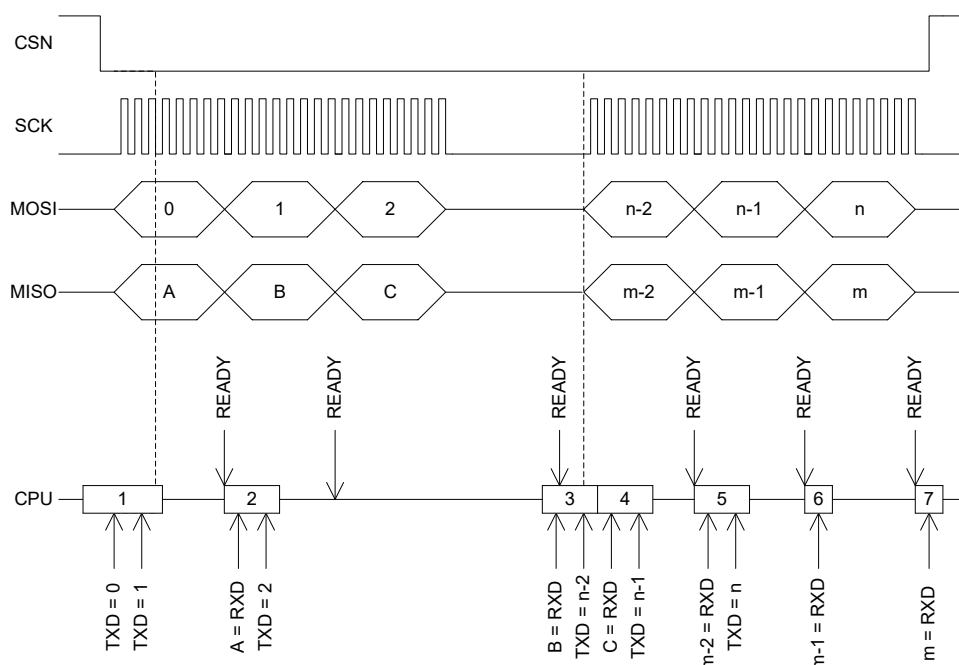 CSN
SCK
MOSI 0 1 2 n-2 n-1 n
MISO A B C m-2 m-1 m
READY READY READY READY READY READY
CPU 1 2 3 4 5 6 7
TXD = 0
TXD = 1
A = RXD
TXD = 2
B = RXD
TXD = n-2
C = RXD
TXD = n-1
m-2 = RXD
TXD = n
m-1 = RXD
m = RXD